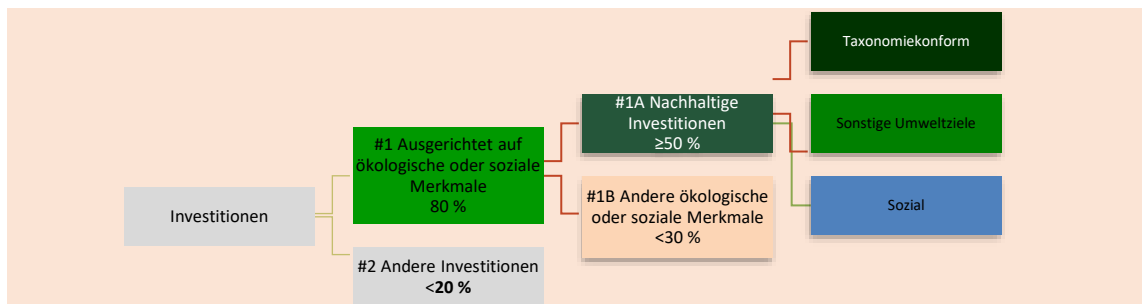 Investitionen
#1 Ausgerichtet auf
ökologische oder soziale
Merkmale
80 %
#2 Andere Investitionen
<20 %
#1A Nachhaltige
Investitionen
≥50 %
#1B Andere ökologische
oder soziale Merkmale
<30 %
Taxonomiekonform
Sonstige Umweltziele
Sozial